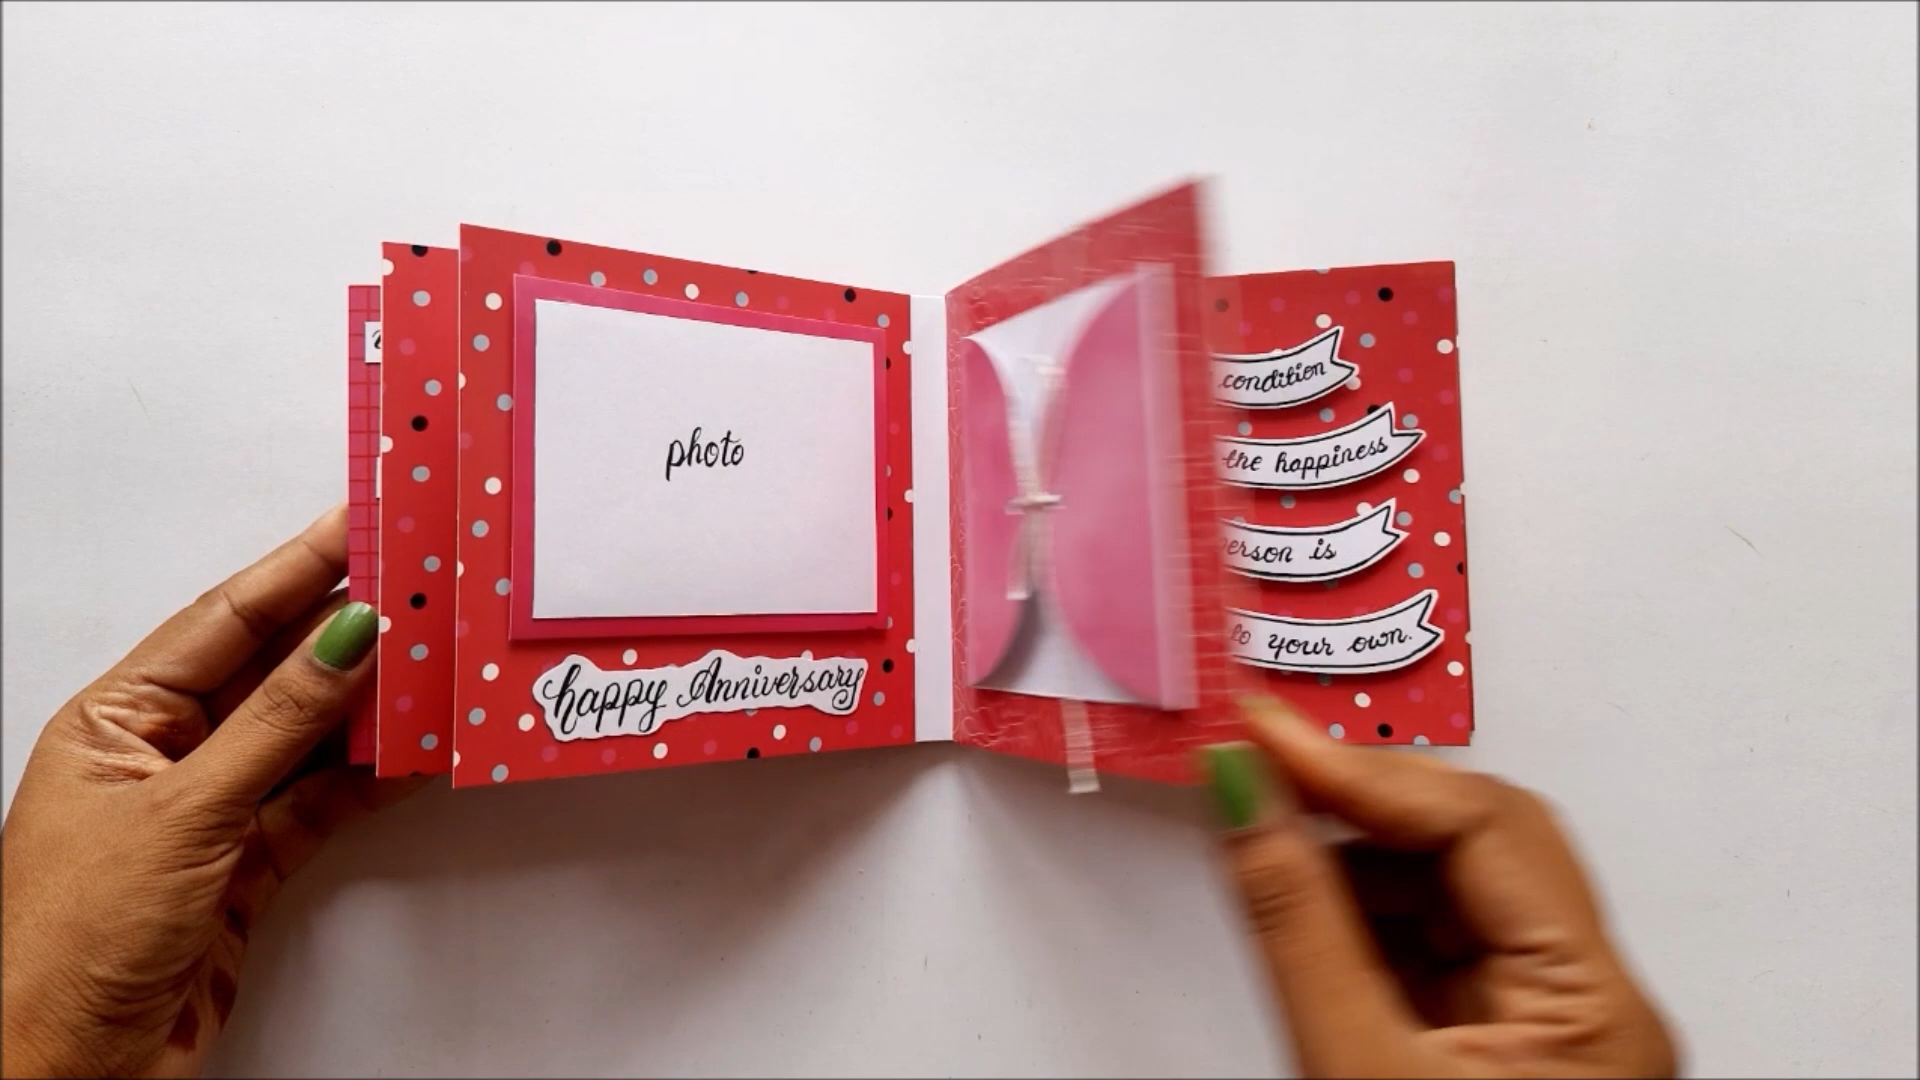 photo
happy Anniversary
condition
the happiness
person is
to your own.